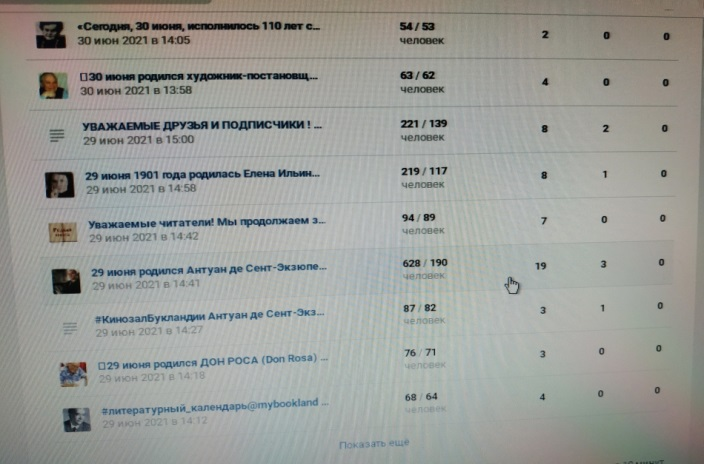 «Сегодня, 30 июня, исполнилось 110 лет с...
30 июн 2021 в 14:05
54 / 53
человек
2 0 0
30 июня родился художник-постановщ...
30 июн 2021 в 13:58
63 / 62
человек
4 0 0
УВАЖАЕМЫЕ ДРУЗЬЯ И ПОДПИСЧИКИ ! ...
29 июн 2021 в 15:00
221 / 139
человек
8 2 0
29 июня 1901 года родилась Елена Ильин...
29 июн 2021 в 14:58
219 / 117
человек
8 1 0
Уважаемые читатели! Мы продолжаем з...
29 июн 2021 в 14:42
94 / 89
человек
7 0 0
29 июня родился Антуан де Сент-Экзюпе...
29 июн 2021 в 14:41
628 / 190
человек
19 3 0
#КинозалБукландии Антуан де Сент-Экз...
29 июн 2021 в 14:27
87 / 82
человек
3 1 0
29 июня родился ДОН РОСА (Don Rosa) ...
29 июн 2021 в 14:18
76 / 71
человек
3 0 0
#литературный_календарь@mybookland ...
29 июн 2021 в 14:12
68 / 64
человек
4 0 0
Показать ещё